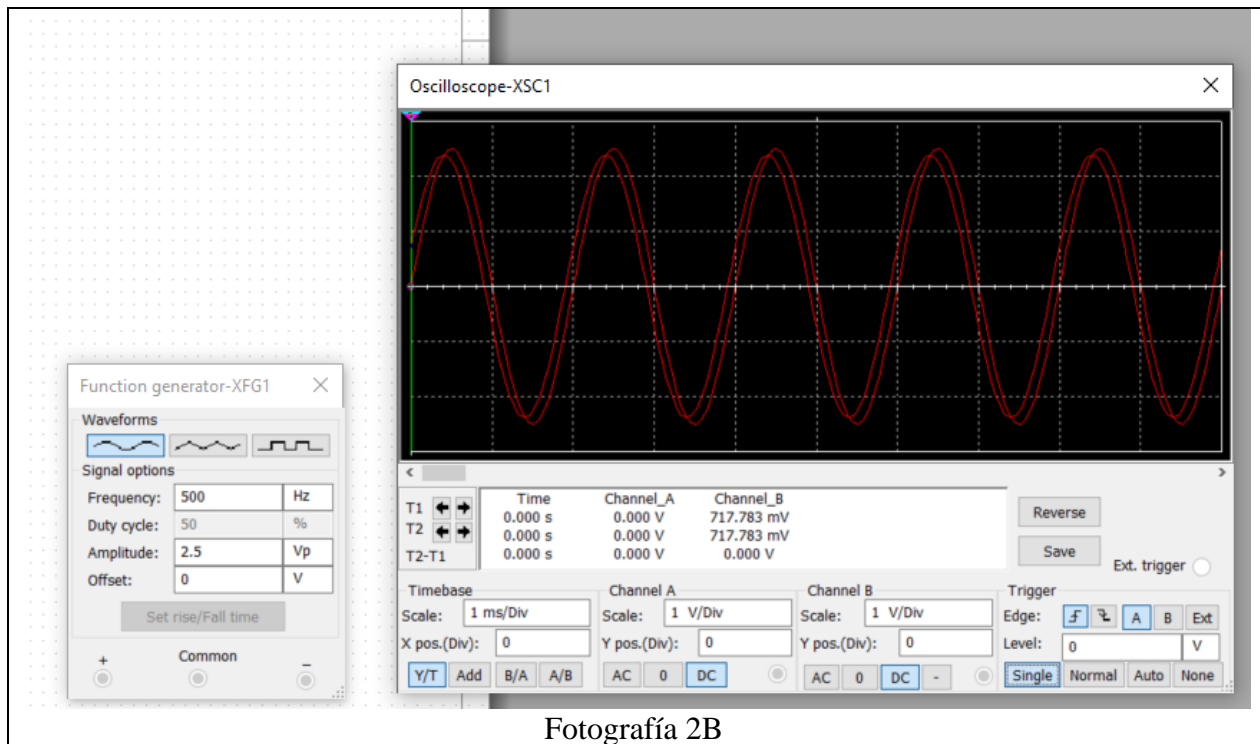 Oscilloscope-XSC1
Function generator-XFG1
Waveforms
Signal options
Frequency: 500 Hz
Duty cycle: 50 %
Amplitude: 2.5 Vp
Offset: 0 V
Set rise/Fall time
+ Common -
Time Channel_A Channel_B
T1 0.000 s 0.000 V 717.783 mV
T2 0.000 s 0.000 V 717.783 mV
T2-T1 0.000 s 0.000 V 0.000 V
Reverse
Save
Ext. trigger
Timebase
Scale: 1 ms/Div
X pos.(Div): 0
Y/T Add B/A A/B
Channel A
Scale: 1 V/Div
Y pos.(Div): 0
AC 0 DC
Channel B
Scale: 1 V/Div
Y pos.(Div): 0
AC 0 DC -
Trigger
Edge: A B Ext
Level: 0 V
Single Normal Auto None
Fotografía 2B